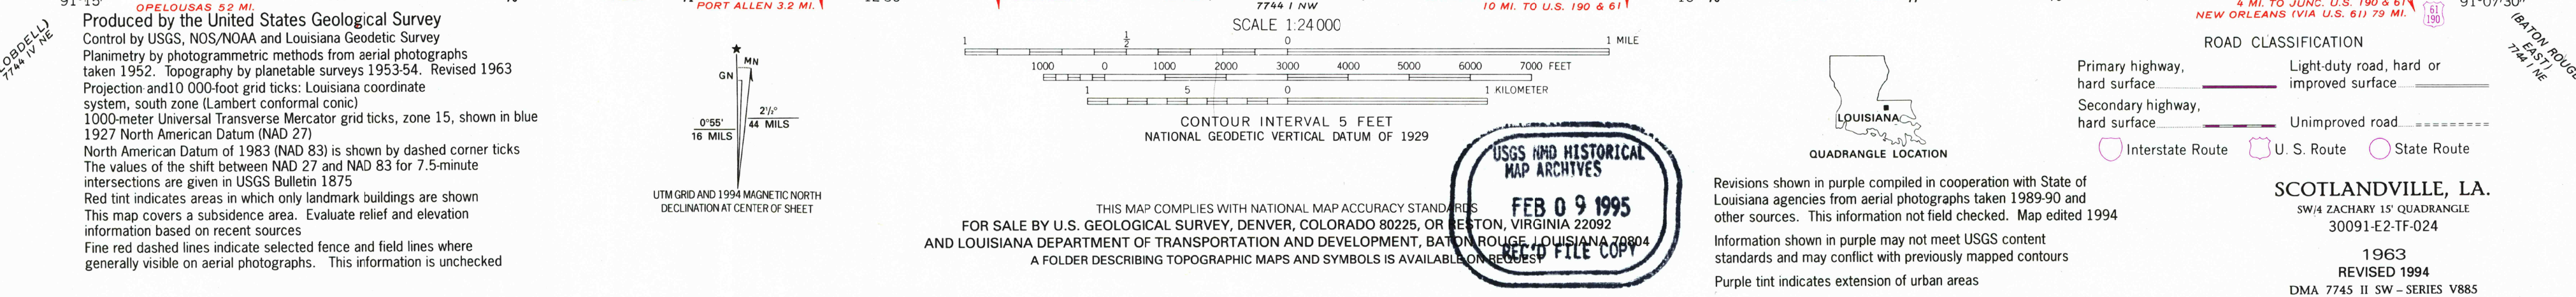 91°15'
OPELOUSAS 52 MI.
PORT ALLEN 3.2 MI.
7744 I NW
10 MI. TO U.S. 190 & 61
4 MI. TO JUNC. U.S. 190 & 61
NEW ORLEANS (VIA U.S. 61) 79 MI.
61
190
91°07'30"
LOBDELL)
7744 IV NE
(BATON ROUGE
EAST)
7744 I NE
Produced by the United States Geological Survey
Control by USGS, NOS/NOAA and Louisiana Geodetic Survey
Planimetry by photogrammetric methods from aerial photographs
taken 1952. Topography by planetable surveys 1953-54. Revised 1963
Projection and10 000-foot grid ticks: Louisiana coordinate
system, south zone (Lambert conformal conic)
1000-meter Universal Transverse Mercator grid ticks, zone 15, shown in blue
1927 North American Datum (NAD 27)
North American Datum of 1983 (NAD 83) is shown by dashed corner ticks
The values of the shift between NAD 27 and NAD 83 for 7.5-minute
intersections are given in USGS Bulletin 1875
Red tint indicates areas in which only landmark buildings are shown
This map covers a subsidence area. Evaluate relief and elevation
information based on recent sources
Fine red dashed lines indicate selected fence and field lines where
generally visible on aerial photographs. This information is unchecked
★
MN
GN
0°55'
16 MILS
2½°
44 MILS
UTM GRID AND 1994 MAGNETIC NORTH
DECLINATION AT CENTER OF SHEET
SCALE 1:24 000
1 ½ 0 1 MILE
1000 0 1000 2000 3000 4000 5000 6000 7000 FEET
1 5 0 1 KILOMETER
CONTOUR INTERVAL 5 FEET
NATIONAL GEODETIC VERTICAL DATUM OF 1929
THIS MAP COMPLIES WITH NATIONAL MAP ACCURACY STANDARDS
FOR SALE BY U.S. GEOLOGICAL SURVEY, DENVER, COLORADO 80225, OR RESTON, VIRGINIA 22092
AND LOUISIANA DEPARTMENT OF TRANSPORTATION AND DEVELOPMENT, BATON ROUGE, LOUISIANA 70804
A FOLDER DESCRIBING TOPOGRAPHIC MAPS AND SYMBOLS IS AVAILABLE ON REQUEST
USGS NMD HISTORICAL
MAP ARCHIVES
FEB 09 1995
REC'D FILE COPY
LOUISIANA
QUADRANGLE LOCATION
Revisions shown in purple compiled in cooperation with State of
Louisiana agencies from aerial photographs taken 1989-90 and
other sources. This information not field checked. Map edited 1994
Information shown in purple may not meet USGS content
standards and may conflict with previously mapped contours
Purple tint indicates extension of urban areas
ROAD CLASSIFICATION
Primary highway,
hard surface
Light-duty road, hard or
improved surface
Secondary highway,
hard surface
Unimproved road
Interstate Route
U. S. Route
State Route
SCOTLANDVILLE, LA.
SW/4 ZACHARY 15' QUADRANGLE
30091-E2-TF-024
1963
REVISED 1994
DMA 7745 II SW – SERIES V885